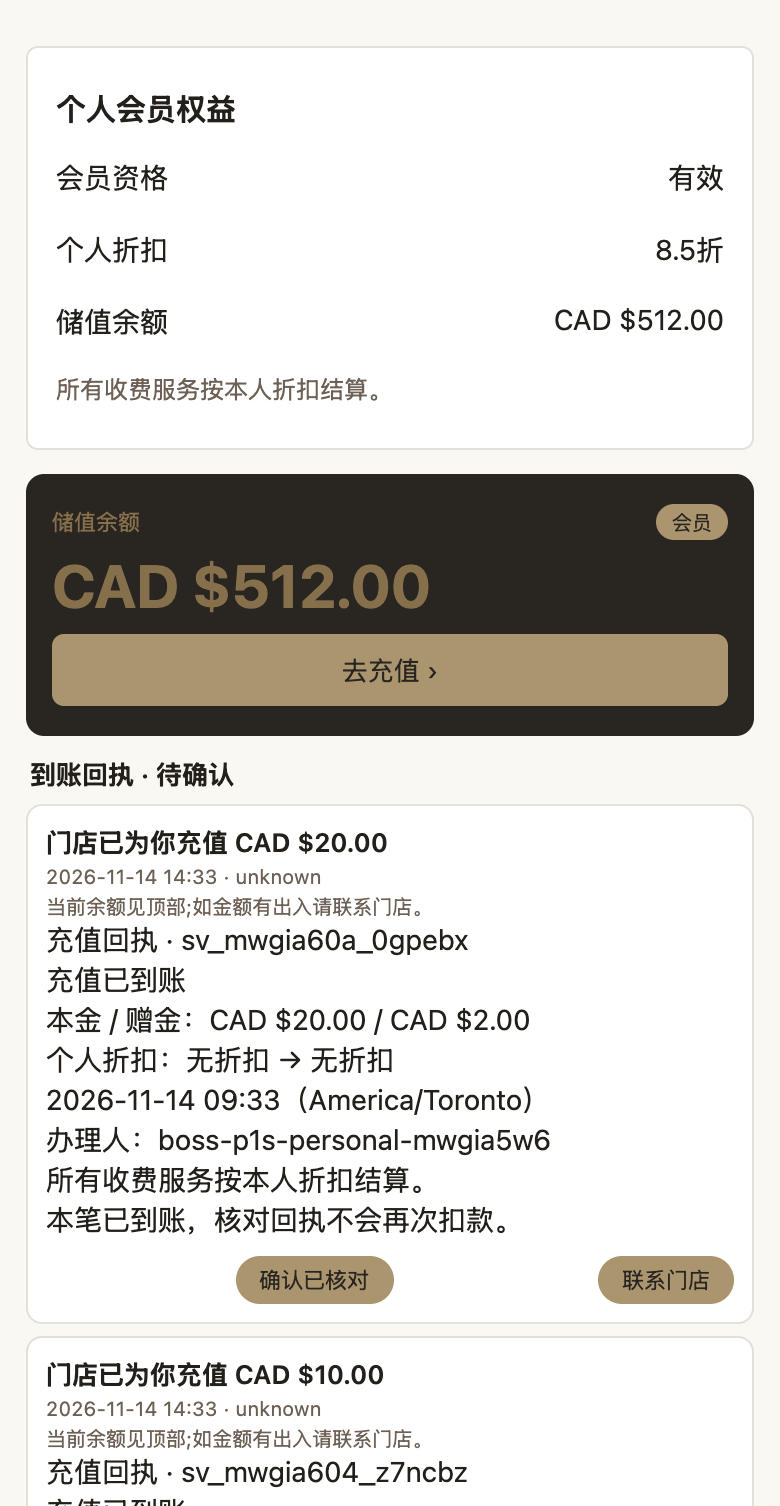 个人会员权益
会员资格 有效
个人折扣 8.5折
储值余额 CAD $512.00
所有收费服务按本人折扣结算。
储值余额 会员
CAD $512.00
去充值 ›
到账回执 · 待确认
门店已为你充值 CAD $20.00
2026-11-14 14:33 · unknown
当前余额见顶部;如金额有出入请联系门店。
充值回执 · sv_mwgia60a_0gpebx
充值已到账
本金 / 赠金：CAD $20.00 / CAD $2.00
个人折扣：无折扣 → 无折扣
2026-11-14 09:33（America/Toronto）
办理人：boss-p1s-personal-mwgia5w6
所有收费服务按本人折扣结算。
本笔已到账，核对回执不会再次扣款。
确认已核对 联系门店
门店已为你充值 CAD $10.00
2026-11-14 14:33 · unknown
当前余额见顶部;如金额有出入请联系门店。
充值回执 · sv_mwgia604_z7ncbz
充值已到账